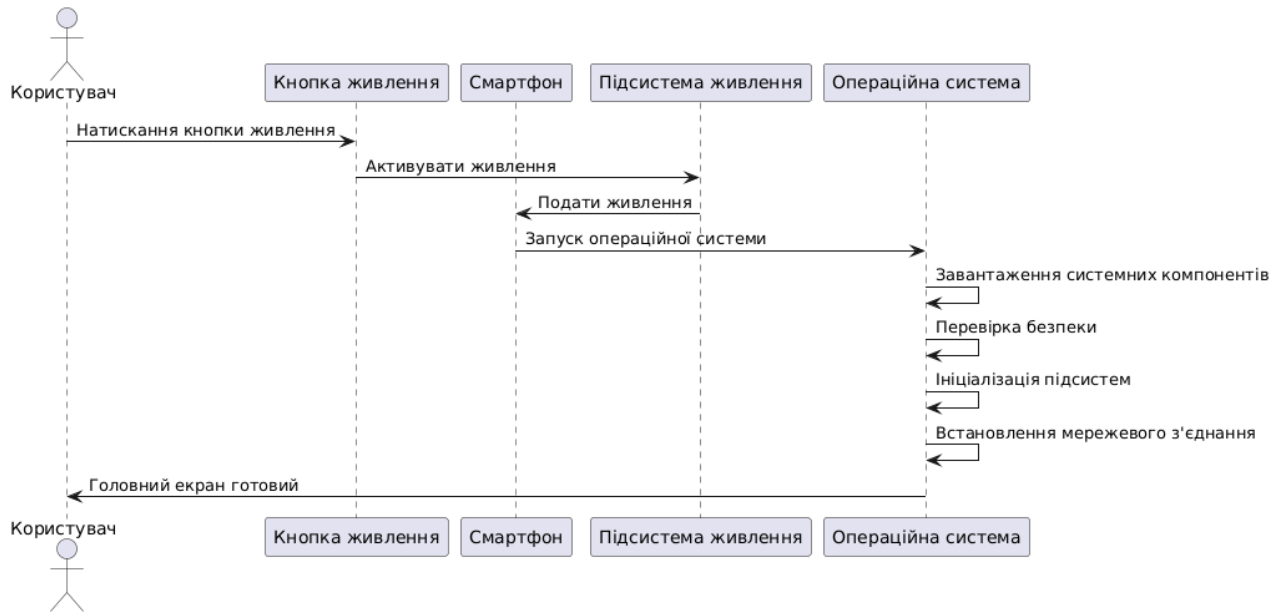 Користувач
Кнопка живлення
Смартфон
Підсистема живлення
Операційна система
Натискання кнопки живлення
Активувати живлення
Подати живлення
Запуск операційної системи
Завантаження системних компонентів
Перевірка безпеки
Ініціалізація підсистем
Встановлення мережевого з'єднання
Головний екран готовий
Користувач
Кнопка живлення
Смартфон
Підсистема живлення
Операційна система